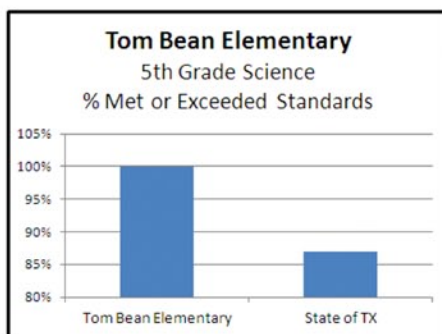 Tom Bean Elementary
5th Grade Science
% Met or Exceeded Standards
105%
100%
95%
90%
85%
80%
Tom Bean Elementary State of TX